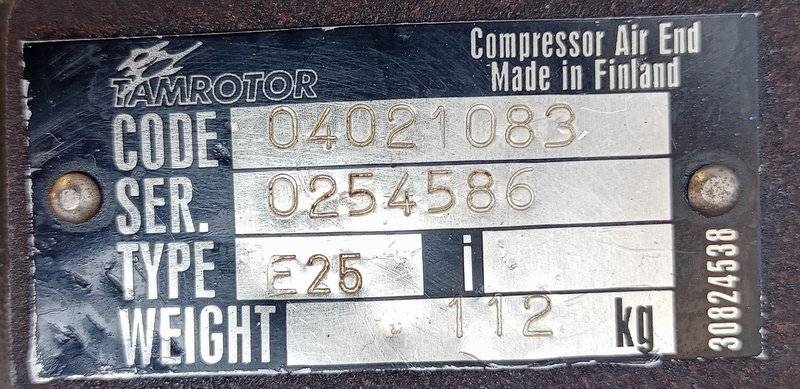 TAMROTOR
Compressor Air End
Made in Finland
CODE 04021083
SER. 0254586
TYPE E25 i
WEIGHT 112 kg
30824538